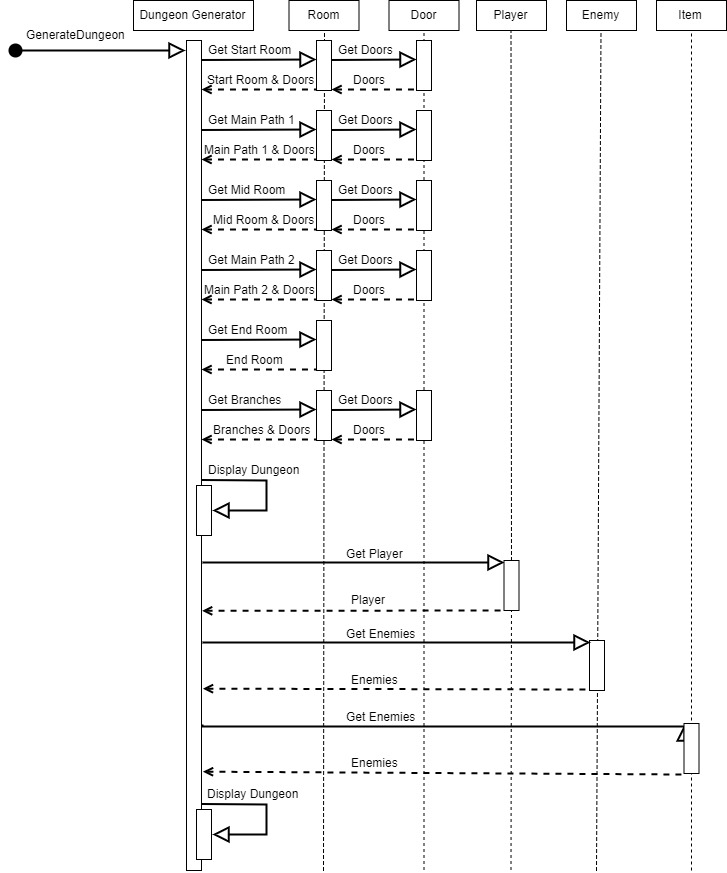 Dungeon Generator
Room
Door
Player
Enemy
Item
GenerateDungeon
Get Start Room
Get Doors
Start Room & Doors
Doors
Get Main Path 1
Get Doors
Main Path 1 & Doors
Doors
Get Mid Room
Get Doors
Mid Room & Doors
Doors
Get Main Path 2
Get Doors
Main Path 2 & Doors
Doors
Get End Room
End Room
Get Branches
Get Doors
Branches & Doors
Doors
Display Dungeon
Get Player
Player
Get Enemies
Enemies
Get Enemies
Enemies
Display Dungeon